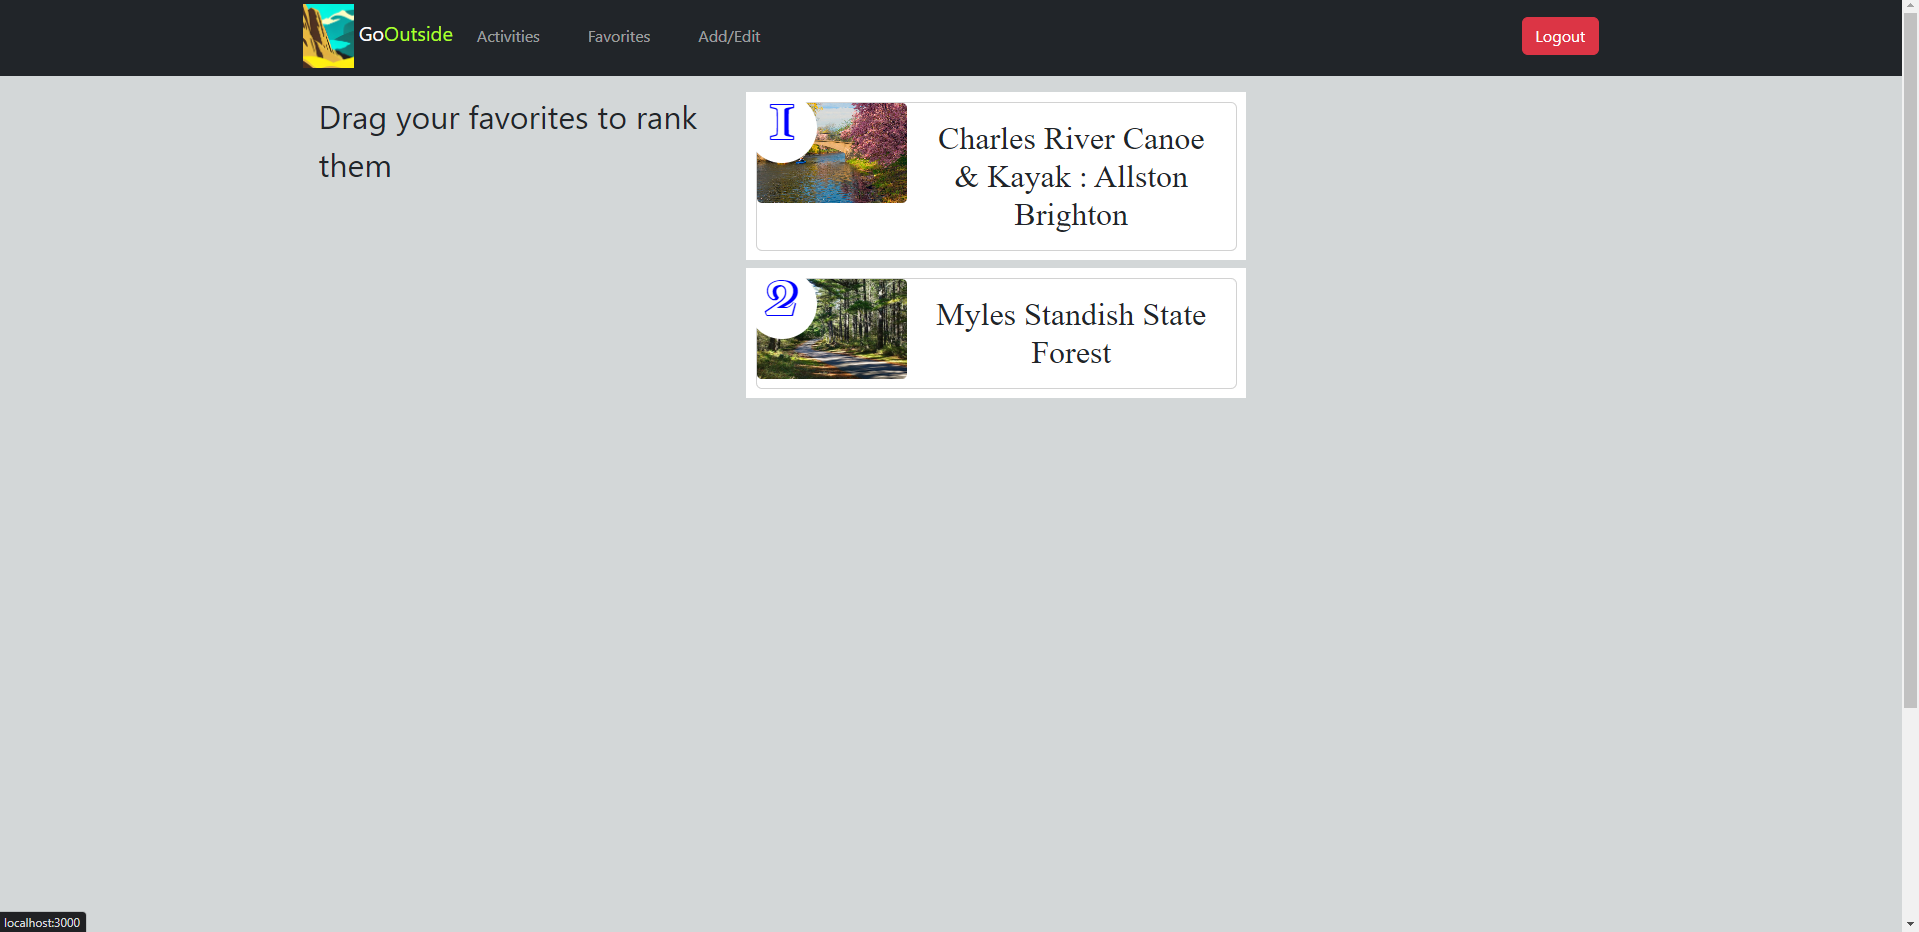 GoOutside Activities Favorites Add/Edit Logout
Drag your favorites to rank
them
1
Charles River Canoe
& Kayak : Allston
Brighton
2
Myles Standish State
Forest
localhost:3000